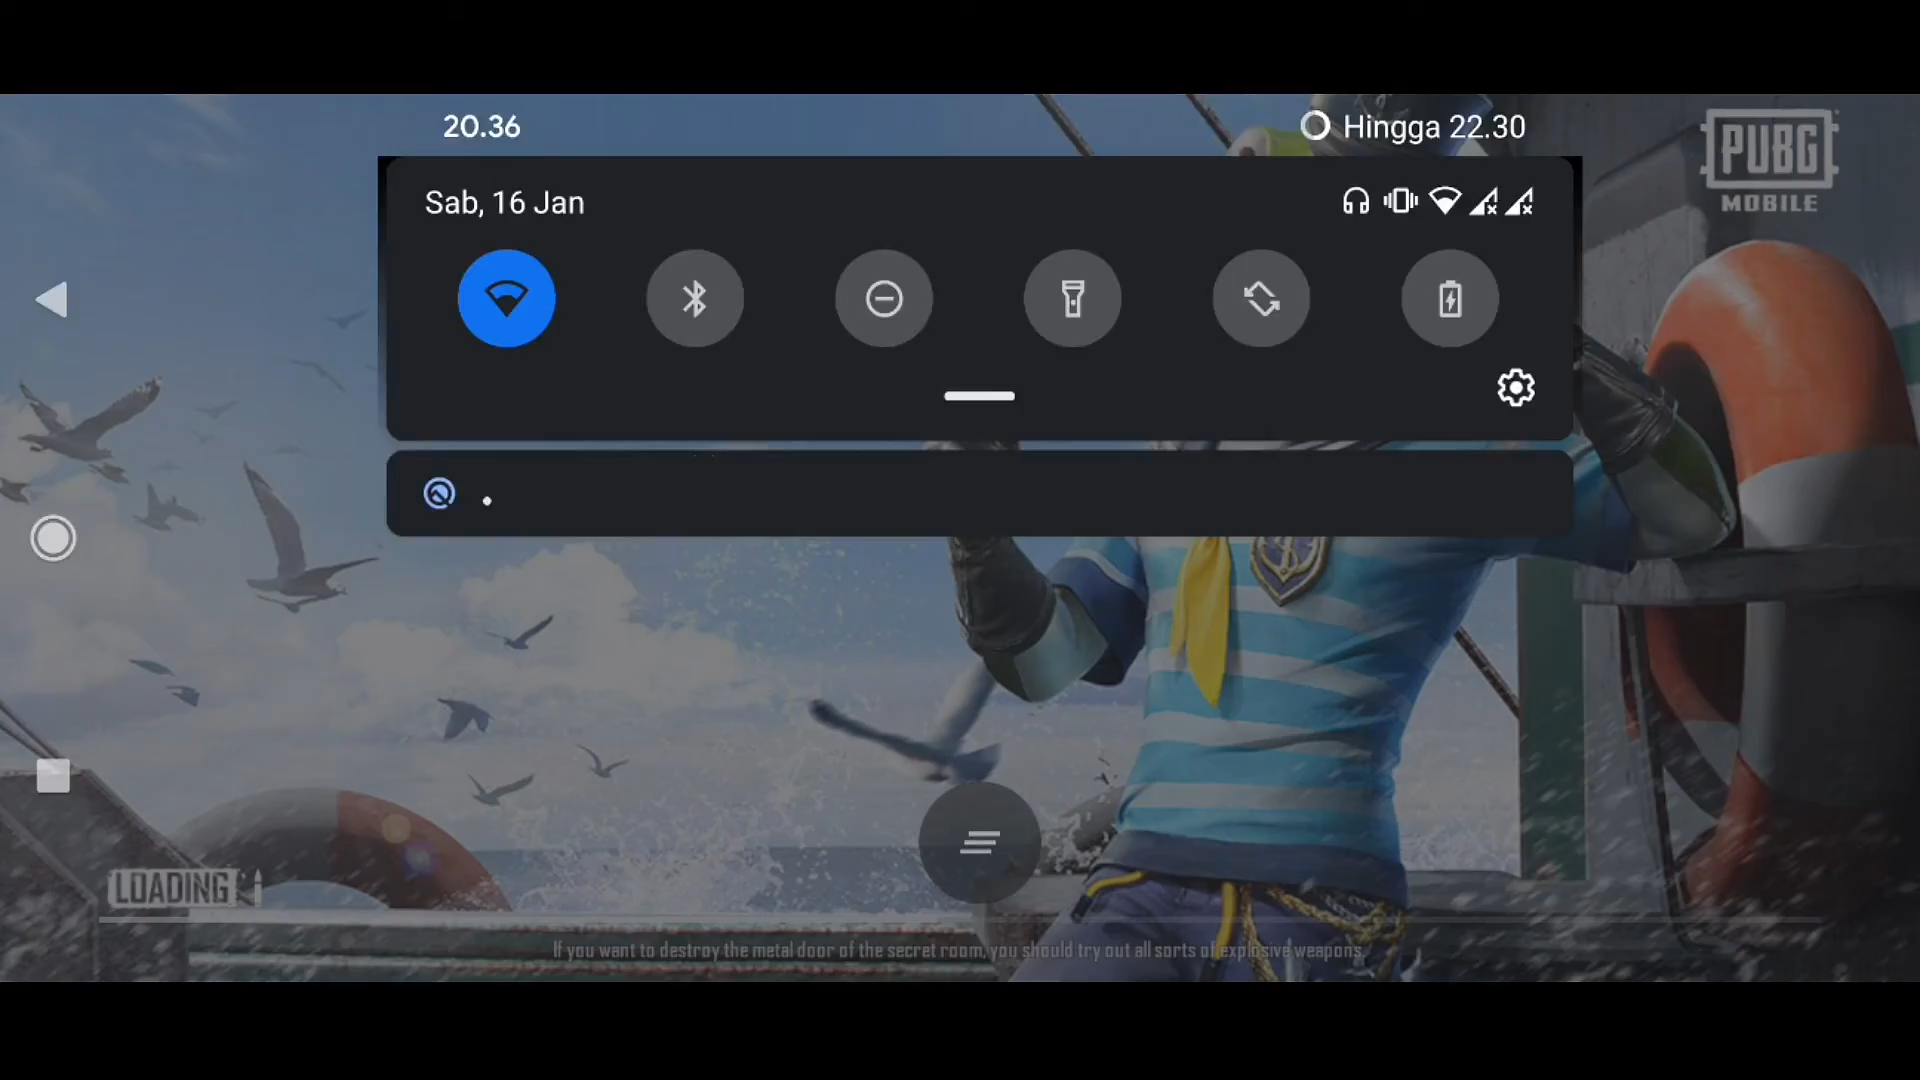 20.36
Hingga 22.30
Sab, 16 Jan
PUBG
MOBILE
LOADING
If you want to destroy the metal door of the secret room, you should try out all sorts of explosive weapons.